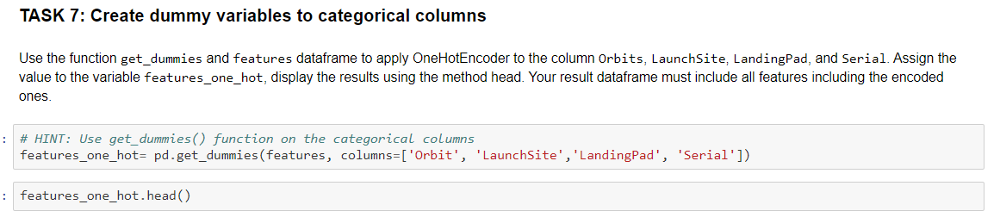 TASK 7: Create dummy variables to categorical columns
Use the function get_dummies and features dataframe to apply OneHotEncoder to the column Orbits, LaunchSite, LandingPad, and Serial. Assign the
value to the variable features_one_hot, display the results using the method head. Your result dataframe must include all features including the encoded
ones.
: # HINT: Use get_dummies() function on the categorical columns
features_one_hot= pd.get_dummies(features, columns=['Orbit', 'LaunchSite','LandingPad', 'Serial'])
: features_one_hot.head()